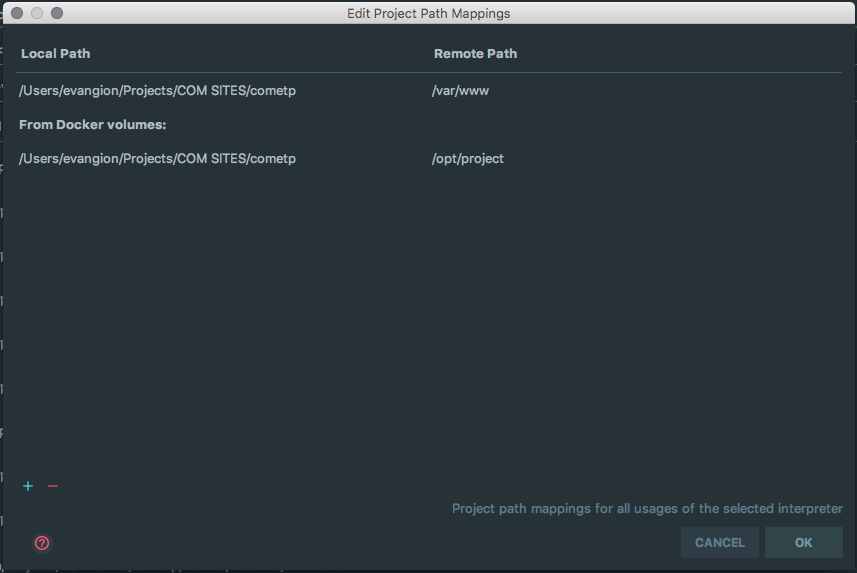 Edit Project Path Mappings
Local Path Remote Path
/Users/evangion/Projects/COM SITES/cometp /var/www
From Docker volumes:
/Users/evangion/Projects/COM SITES/cometp /opt/project
+ −
Project path mappings for all usages of the selected interpreter
? CANCEL OK